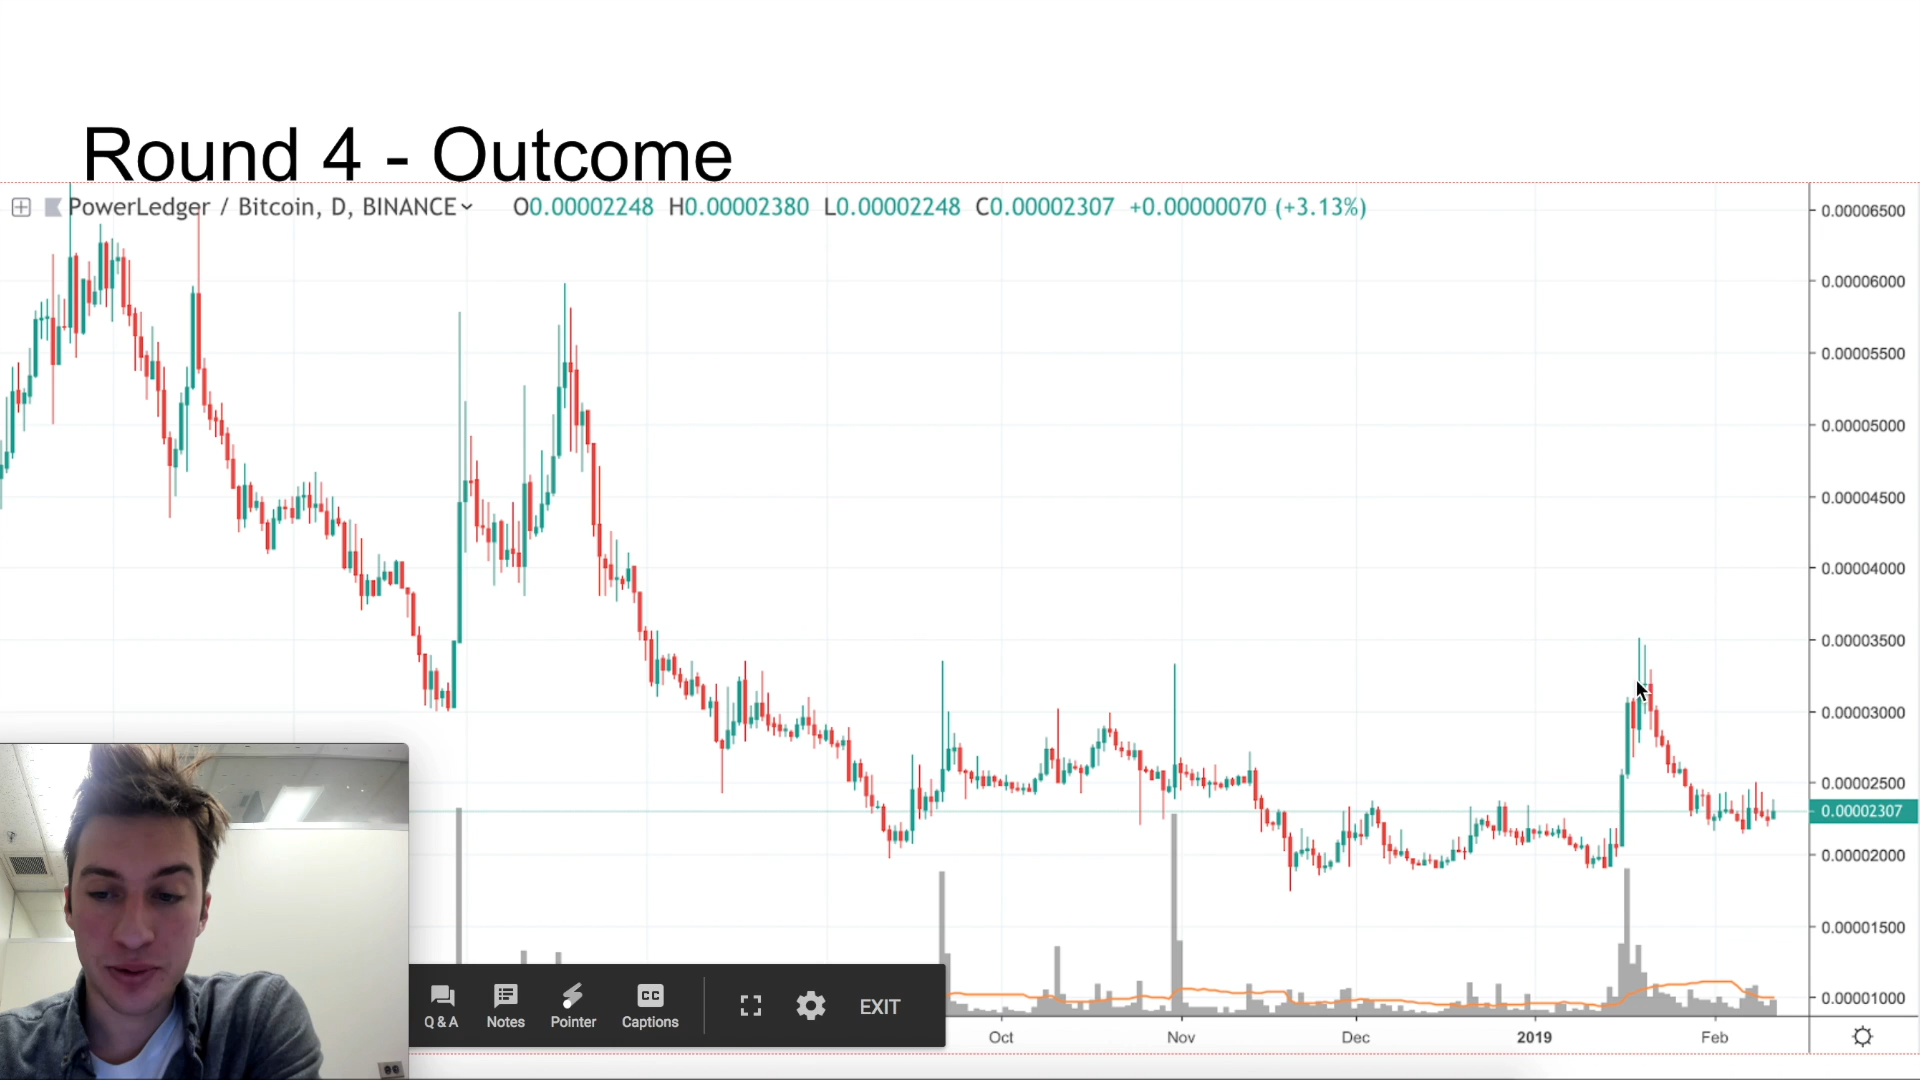 Round 4 - Outcome
PowerLedger / Bitcoin, D, BINANCE O0.00002248 H0.00002380 L0.00002248 C0.00002307 +0.00000070 (+3.13%)
0.00006500
0.00006000
0.00005500
0.00005000
0.00004500
0.00004000
0.00003500
0.00003000
0.00002500
0.00002307
0.00002000
0.00001500
0.00001000
CC
Q & A Notes Pointer Captions EXIT
Oct Nov Dec 2019 Feb